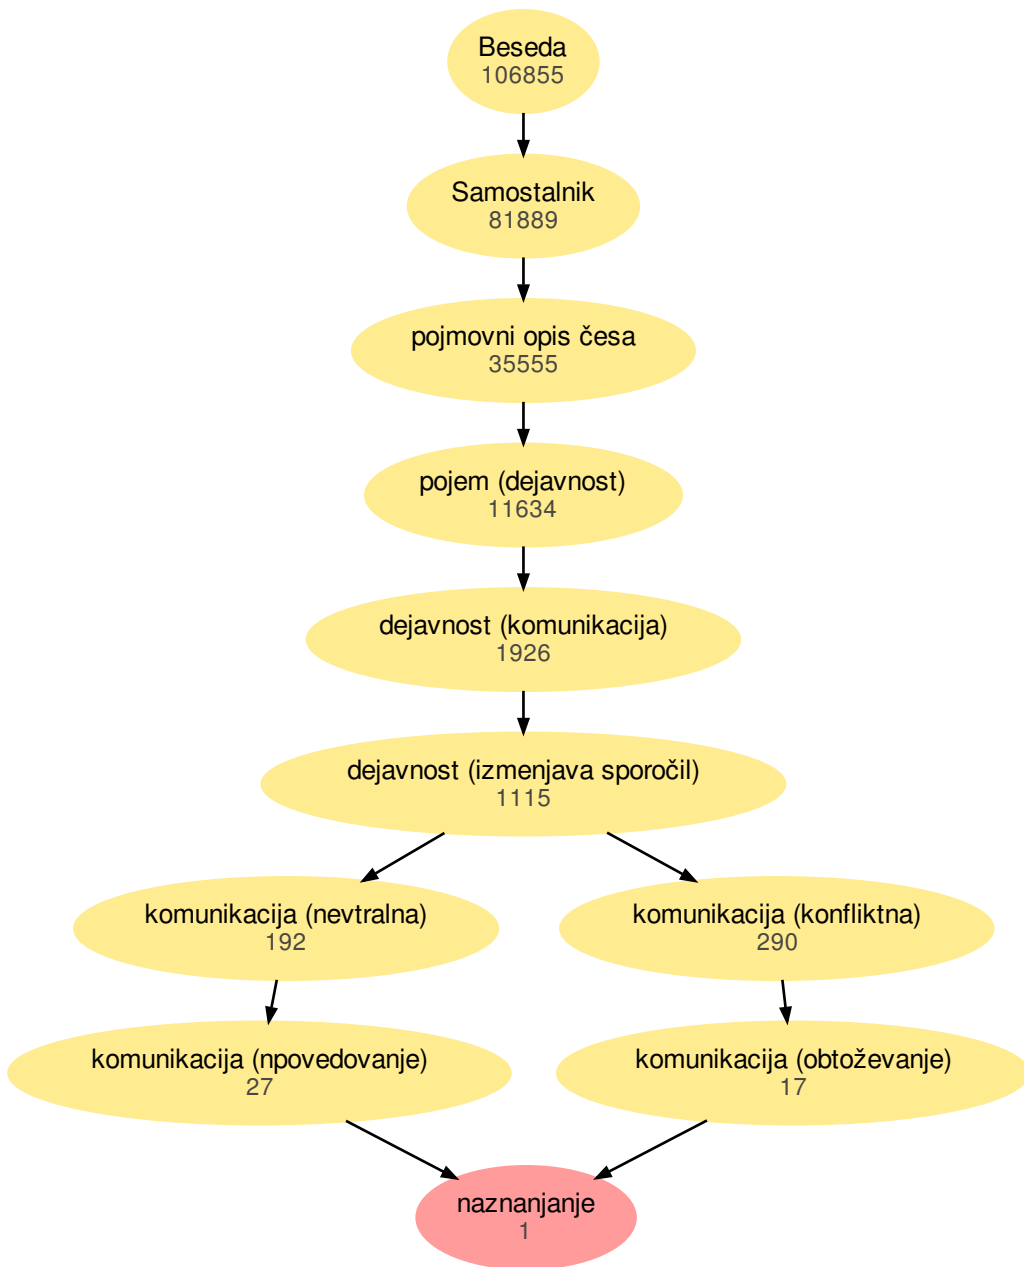 Beseda
106855
Samostalnik
81889
pojmovni opis česa
35555
pojem (dejavnost)
11634
dejavnost (komunikacija)
1926
dejavnost (izmenjava sporočil)
1115
komunikacija (nevtralna)
192
komunikacija (konfliktna)
290
komunikacija (npovedovanje)
27
komunikacija (obtoževanje)
17
naznanjanje
1